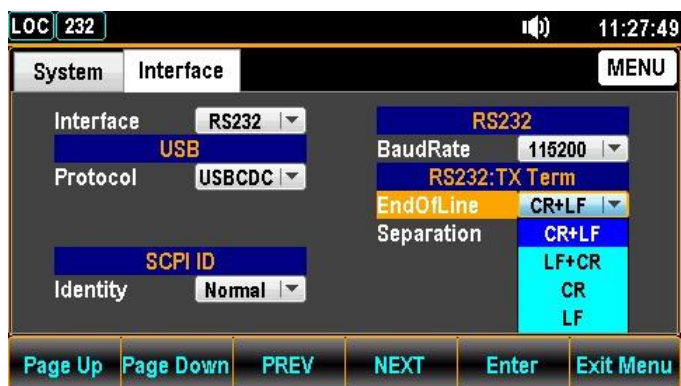 LOC 232 11:27:49
System Interface MENU
Interface RS232
USB
Protocol USBCDC
SCPI ID
Identity Normal
RS232
BaudRate 115200
RS232:TX Term
EndOfLine CR+LF
Separation
CR+LF
LF+CR
CR
LF
Page Up Page Down PREV NEXT Enter Exit Menu